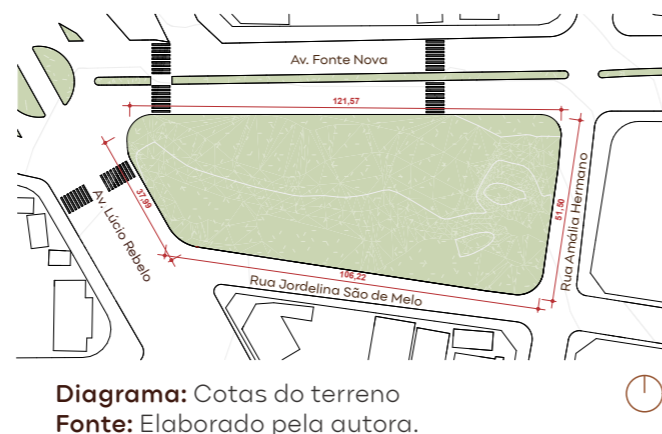 Av. Fonte Nova
121,57
37,99
Av. Lúcio Rebelo
51,50
Rua Amália Hermano
106,22
Rua Jordelina São de Melo
Diagrama: Cotas do terreno
Fonte: Elaborado pela autora.